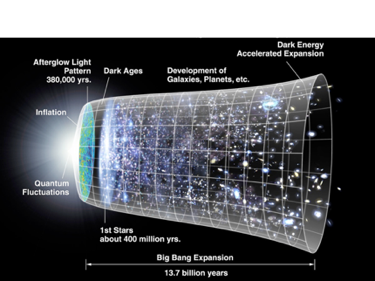 Dark Energy
Accelerated Expansion
Afterglow Light
Pattern
380,000 yrs.
Dark Ages
Development of
Galaxies, Planets, etc.
Inflation
Quantum
Fluctuations
1st Stars
about 400 million yrs.
Big Bang Expansion
13.7 billion years